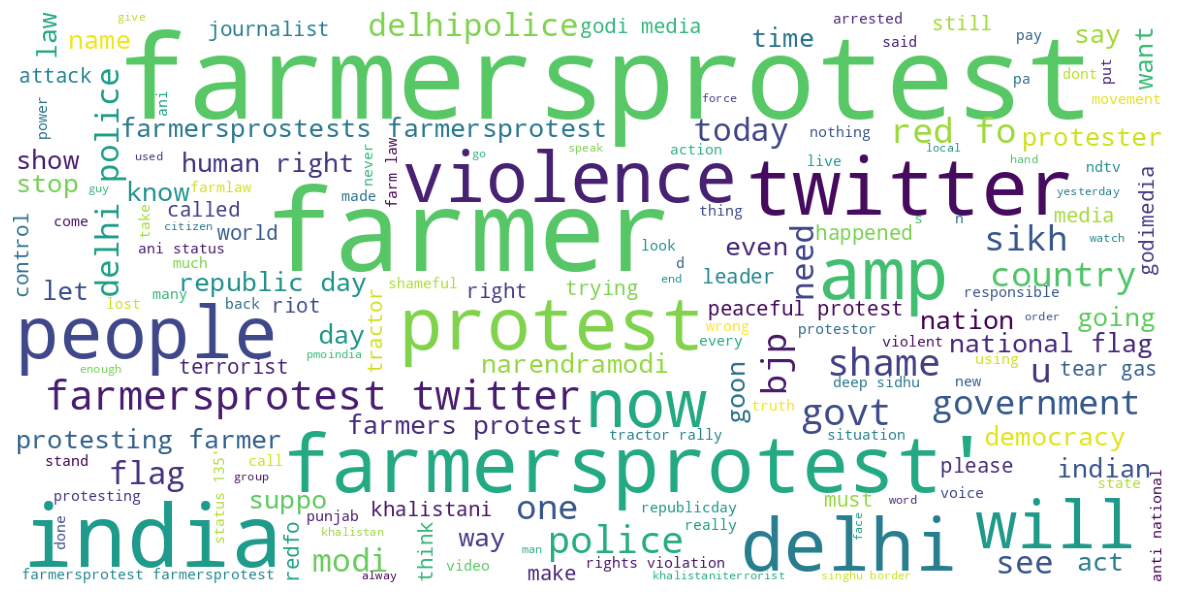 give
journalist
delhipolice
godi media
arrested
still
law
name
time
said
pay
say
want
farmersprotest
attack
delhi police
ani
pa
dont
put
power
force
movement
farmersprostests farmersprotest
today
nothing
red fo
protester
show
human right
used
never
farm law
go
violence
speak
action
twitter
live
local
hand
ndtv
stop
guy
know
farmlaw
made
farmer
thing
yesterday
come
take
called
citizen
world
look
even
need
happened
s
n
sikh
media
watch
godimedia
control
ani status
much
d
leader
amp
country
let
many
republic day
shameful
right
trying
end
responsible
lost
back
riot
people
day
tractor
protest
peaceful protest
wrong
every
protestor
nation
order
going
pmoindia
violent
national flag
enough
terrorist
narendramodi
goon
bjp
deep sidhu
shame
using
new
u
tear gas
farmersprotest twitter
now
truth
govt
government
farmers protest
protesting farmer
tractor rally
situation
democracy
stand
flag
status 135'
call
group
farmersprotest'
please
indian
state
protesting
suppo
punjab
khalistani
one
republicday
really
must
word
voice
anti national
india
done
redfo
khalistan
modi
think
way
video
man
police
delhi
face
will
see
act
farmersprotest farmersprotest
alway
make
rights violation
khalistaniterrorist
singhu border